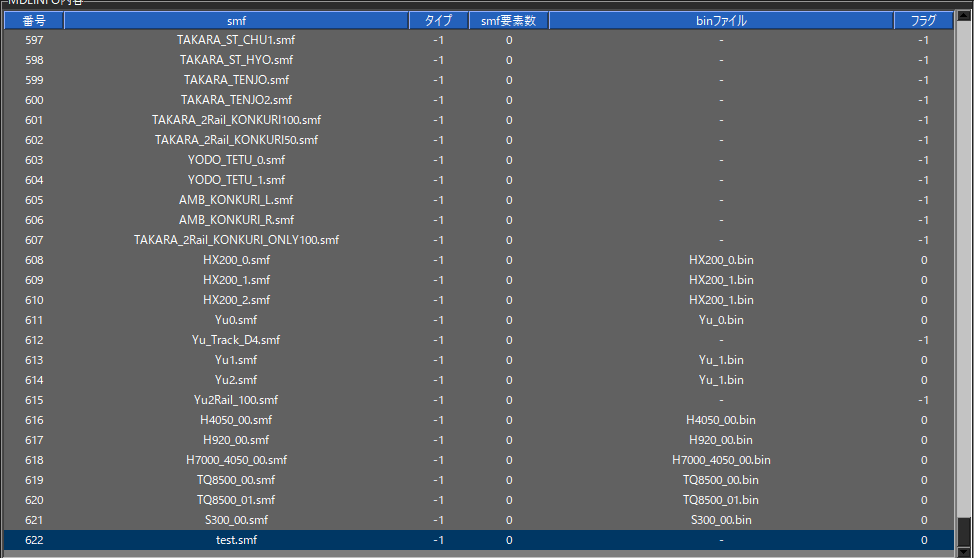 MDLINFO内容
番号 smf タイプ smf要素数 binファイル フラグ
597 TAKARA_ST_CHU1.smf -1 0 - -1
598 TAKARA_ST_HYO.smf -1 0 - -1
599 TAKARA_TENJO.smf -1 0 - -1
600 TAKARA_TENJO2.smf -1 0 - -1
601 TAKARA_2Rail_KONKURI100.smf -1 0 - -1
602 TAKARA_2Rail_KONKURI50.smf -1 0 - -1
603 YODO_TETU_0.smf -1 0 - -1
604 YODO_TETU_1.smf -1 0 - -1
605 AMB_KONKURI_L.smf -1 0 - -1
606 AMB_KONKURI_R.smf -1 0 - -1
607 TAKARA_2Rail_KONKURI_ONLY100.smf -1 0 - -1
608 HX200_0.smf -1 0 HX200_0.bin 0
609 HX200_1.smf -1 0 HX200_1.bin 0
610 HX200_2.smf -1 0 HX200_1.bin 0
611 Yu0.smf -1 0 Yu_0.bin 0
612 Yu_Track_D4.smf -1 0 - -1
613 Yu1.smf -1 0 Yu_1.bin 0
614 Yu2.smf -1 0 Yu_1.bin 0
615 Yu2Rail_100.smf -1 0 - -1
616 H4050_00.smf -1 0 H4050_00.bin 0
617 H920_00.smf -1 0 H920_00.bin 0
618 H7000_4050_00.smf -1 0 H7000_4050_00.bin 0
619 TQ8500_00.smf -1 0 TQ8500_00.bin 0
620 TQ8500_01.smf -1 0 TQ8500_01.bin 0
621 S300_00.smf -1 0 S300_00.bin 0
622 test.smf -1 0 - 0